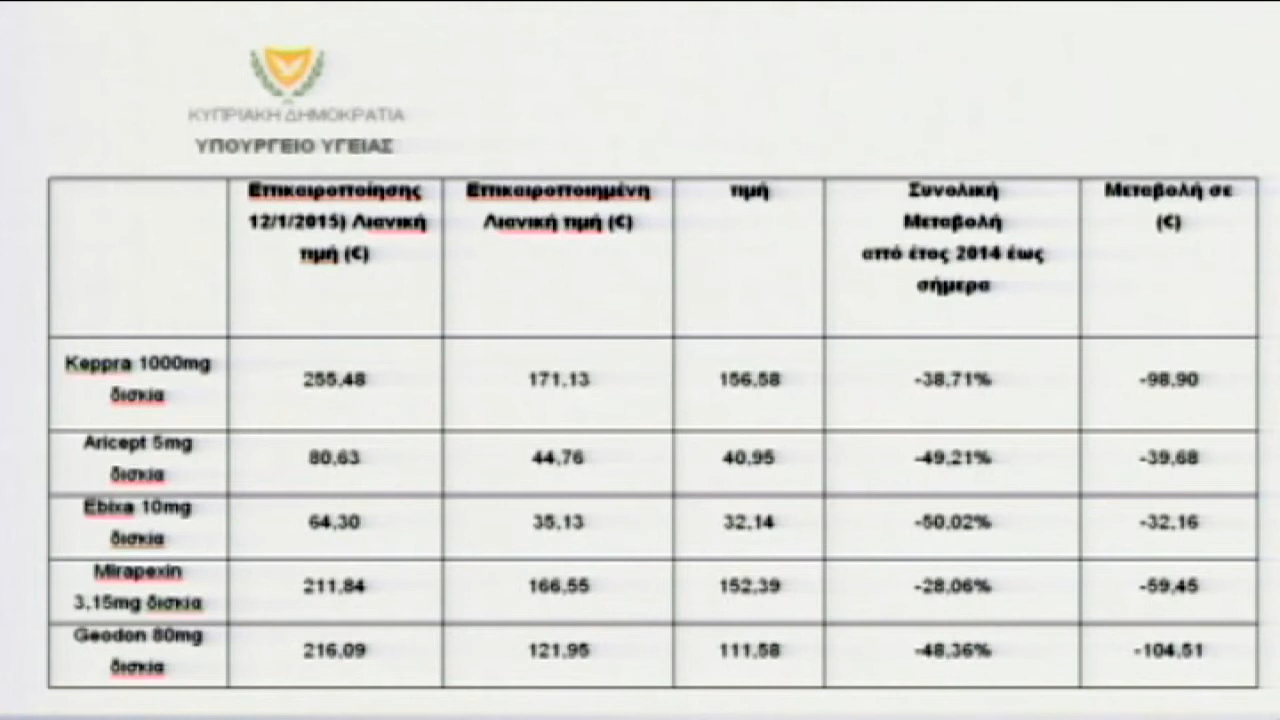 ΚΥΠΡΙΑΚΗ ΔΗΜΟΚΡΑΤΙΑ
ΥΠΟΥΡΓΕΙΟ ΥΓΕΙΑΣ
Επικαιροποίησης Επικαιροποιημένη τιμή Συνολική Μεταβολή σε
12/1/2015) Λιανική Λιανική τιμή (€) Μεταβολή (€)
τιμή (€) από έτος 2014 έως
σήμερα
Keppra 1000mg
δισκία 255,48 171,13 156,58 -38,71% -98,90
Aricept 5mg
δισκία 80,63 44,76 40,95 -49,21% -39,68
Ebixa 10mg
δισκία 64,30 35,13 32,14 -50,02% -32,16
Mirapexin
3,15mg δισκία 211,84 166,55 152,39 -28,06% -59,45
Geodon 80mg
δισκία 216,09 121,95 111,58 -48,36% -104,51